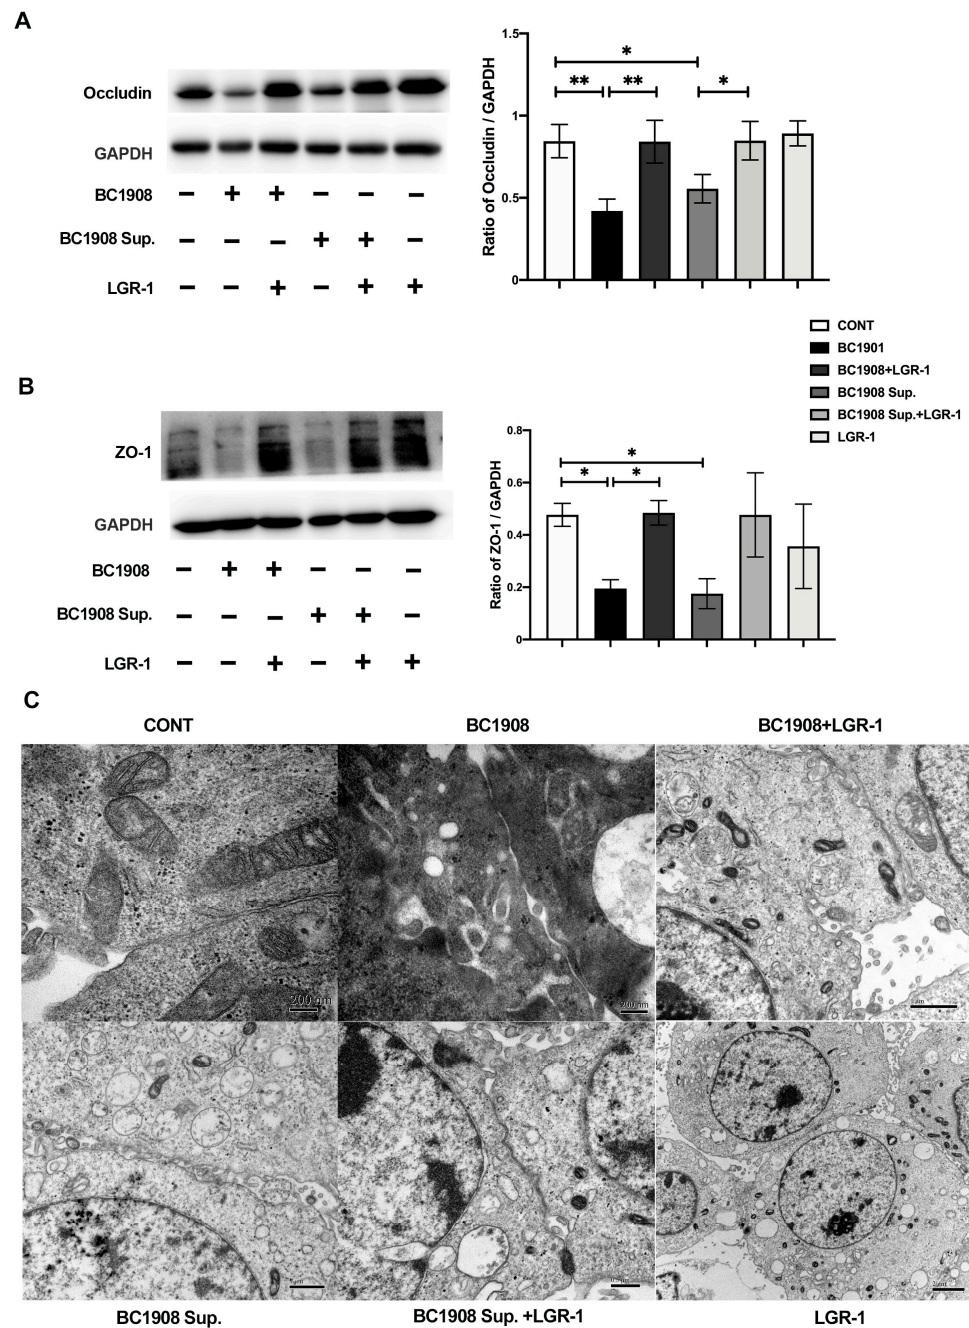 A
Occludin
GAPDH
BC1908 − + + − − −
BC1908 Sup. − − − + + −
LGR-1 − − + − + +
Ratio of Occludin / GAPDH
1.5
1
0.5
0
*
** ** *
CONT
BC1901
BC1908+LGR-1
BC1908 Sup.
BC1908 Sup.+LGR-1
LGR-1
B
ZO-1
GAPDH
BC1908 − + + − − −
BC1908 Sup. − − − + + −
LGR-1 − − + − + +
Ratio of ZO-1 / GAPDH
0.8
0.6
0.4
0.2
0
*
* *
C
CONT BC1908 BC1908+LGR-1
200 nm 200 nm
2 μm
BC1908 Sup. BC1908 Sup. +LGR-1 LGR-1